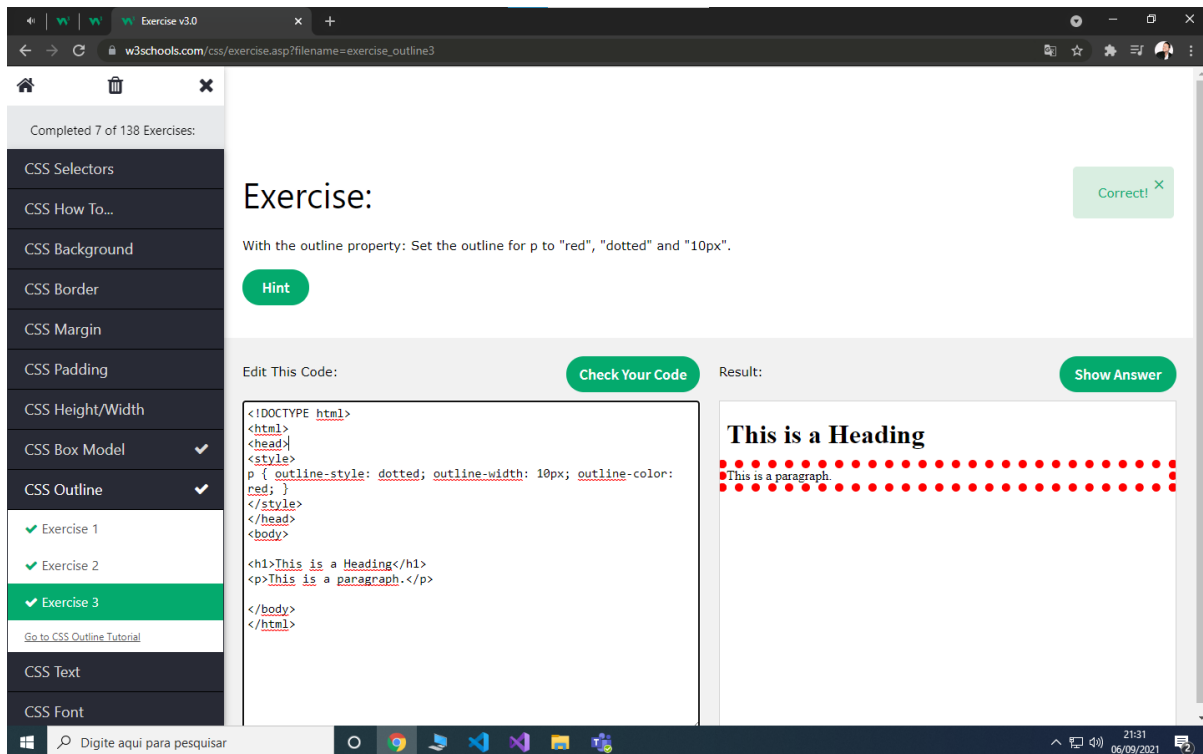 Exercise v3.0
w3schools.com/css/exercise.asp?filename=exercise_outline3
Completed 7 of 138 Exercises:
CSS Selectors
CSS How To...
CSS Background
CSS Border
CSS Margin
CSS Padding
CSS Height/Width
CSS Box Model
CSS Outline
Exercise 1
Exercise 2
Exercise 3
Go to CSS Outline Tutorial
CSS Text
CSS Font
Exercise:
Correct!
With the outline property: Set the outline for p to "red", "dotted" and "10px".
Hint
Edit This Code:
Check Your Code
<!DOCTYPE html>
<html>
<head>
<style>
p { outline-style: dotted; outline-width: 10px; outline-color:
red; }
</style>
</head>
<body>
<h1>This is a Heading</h1>
<p>This is a paragraph.</p>
</body>
</html>
Result:
Show Answer
This is a Heading
This is a paragraph.
Digite aqui para pesquisar
21:31
06/09/2021
2